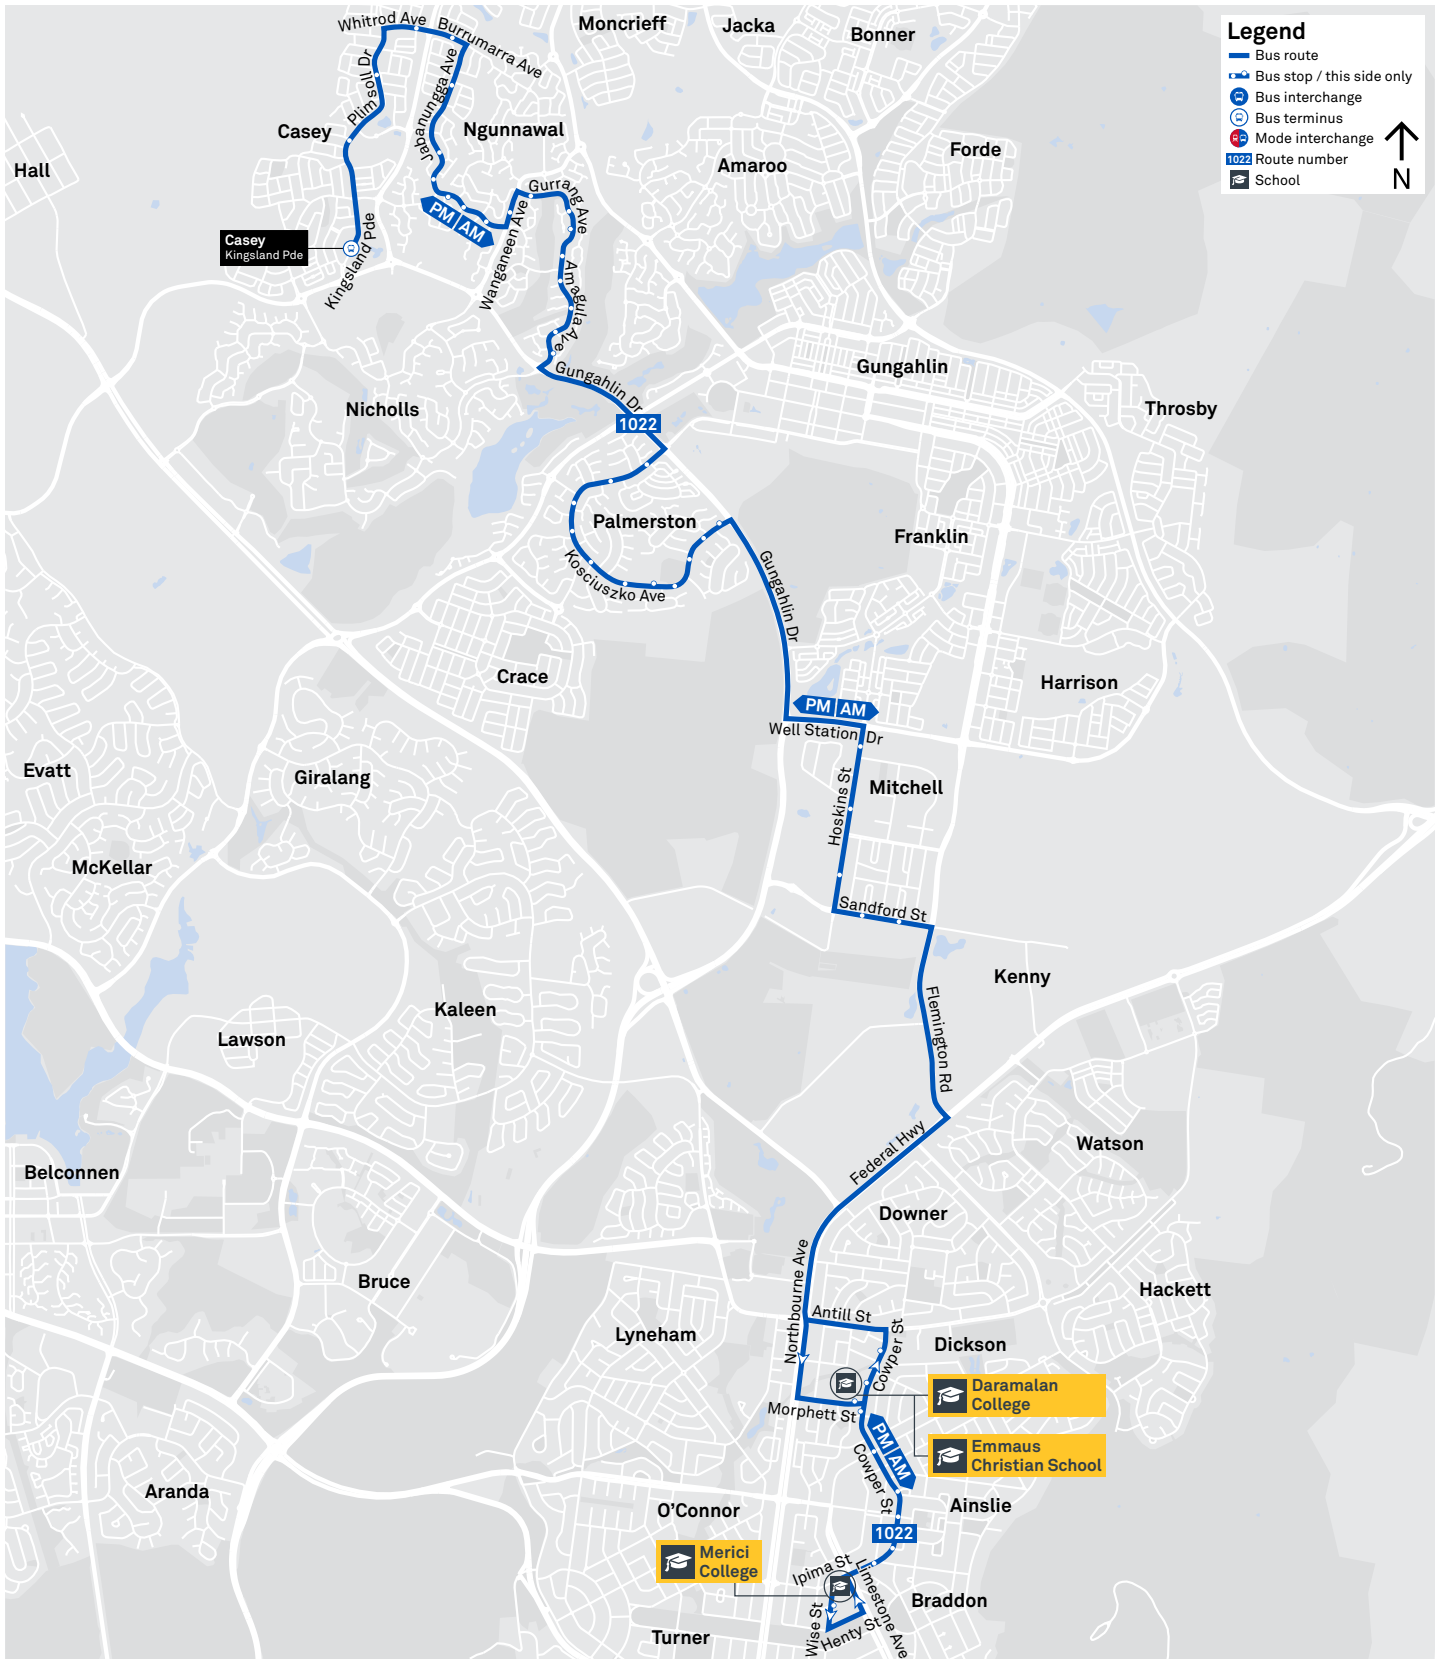 Legend
Bus route
Bus stop / this side only
Bus interchange
Bus terminus
Mode interchange
1022 Route number
School
N
Whitrod Ave
Burrumarra Ave
Moncrieff
Jacka
Bonner
Plimsoll Dr
Jabanungga Ave
Casey
Ngunnawal
Hall
Amaroo
Forde
PM AM
Gurrang Ave
Wanganeen Ave
Casey
Kingsland Pde
Kingsland Pde
Amagula Ave
Gungahlin Dr
Gungahlin
Nicholls
Throsby
1022
Palmerston
Franklin
Kosciuszko Ave
Gungahlin Dr
Crace
Harrison
PM AM
Well Station Dr
Evatt
Giralang
Hoskins St
Mitchell
McKellar
Sandford St
Kenny
Kaleen
Lawson
Flemington Rd
Federal Hwy
Watson
Belconnen
Downer
Bruce
Northbourne Ave
Hackett
Antill St
Lyneham
Cowper St
Dickson
Daramalan
College
Morphett St
PM AM
Emmaus
Christian School
Cowper St
Aranda
O'Connor
Ainslie
1022
Merici
College
Ipima St
Limestone Ave
Braddon
Wise St
Henty St
Turner